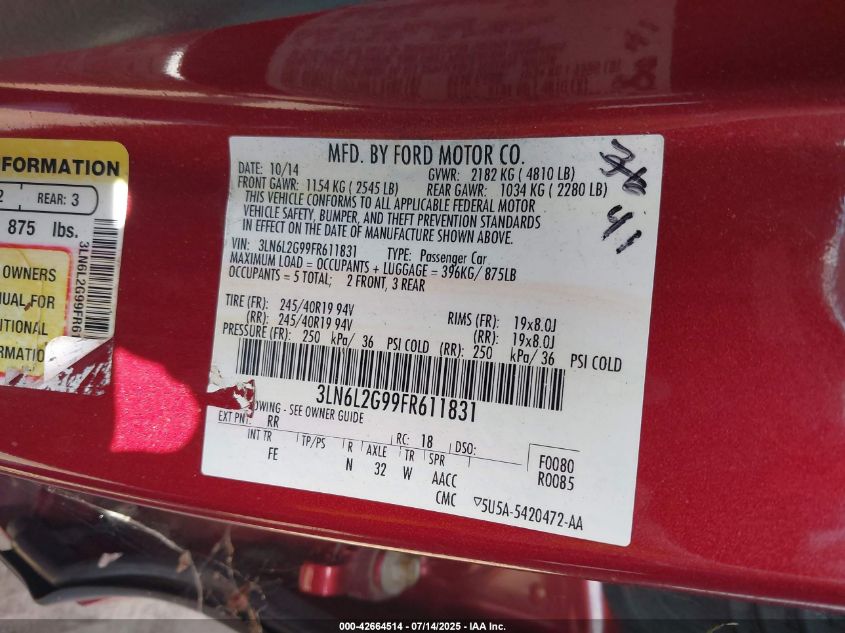 FORMATION
2 REAR: 3
875 lbs.
OWNERS
NUAL FOR
ITIONAL
ORMATION
3LN6L2G99FR61
MFD. BY FORD MOTOR CO.
DATE: 10/14 GVWR: 2182 KG ( 4810 LB)
FRONT GAWR: 1154 KG ( 2545 LB) REAR GAWR: 1034 KG ( 2280 LB)
THIS VEHICLE CONFORMS TO ALL APPLICABLE FEDERAL MOTOR
VEHICLE SAFETY, BUMPER, AND THEFT PREVENTION STANDARDS
IN EFFECT ON THE DATE OF MANUFACTURE SHOWN ABOVE.
VIN: 3LN6L2G99FR611831 TYPE: Passenger Car
MAXIMUM LOAD = OCCUPANTS + LUGGAGE = 396KG/875LB
OCCUPANTS = 5 TOTAL; 2 FRONT, 3 REAR
TIRE (FR): 245/40R19 94V RIMS (FR): 19x8.0J
(RR): 245/40R19 94V (RR): 19x8.0J
PRESSURE (FR): 250 kPa/ 36 PSI COLD (RR): 250 kPa/ 36 PSI COLD
3LN6L2G99FR611831
OWING - SEE OWNER GUIDE
EXT PNT: RR RC: 18 DSO:
INT TR TP/PS R AXLE TR SPR F0080
FE N 32 W AACC R0085
CMC 5U5A-5420472-AA
41
000-42664514 - 07/14/2025 - IAA Inc.